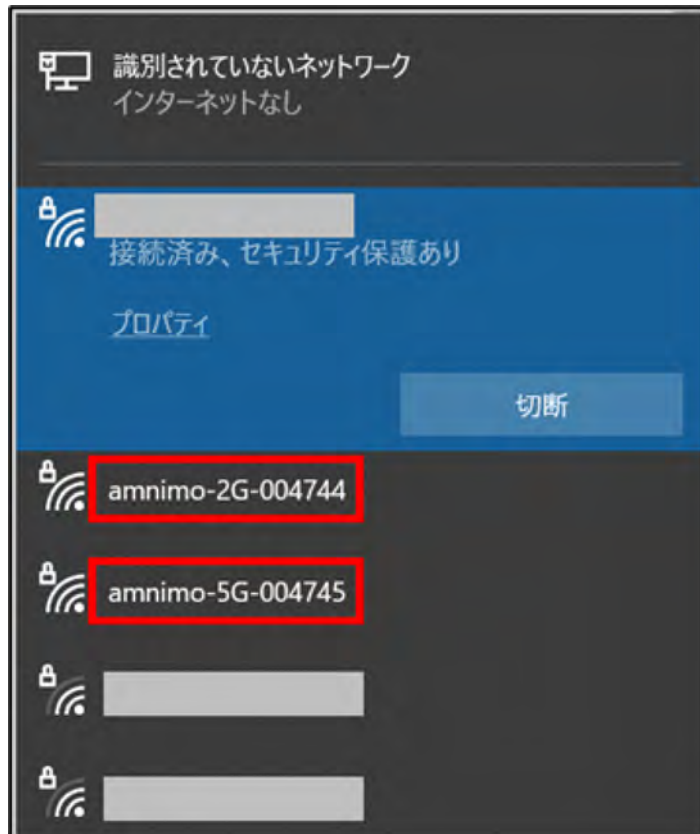 識別されていないネットワーク
インターネットなし
接続済み、セキュリティ保護あり
プロパティ
切断
amnimo-2G-004744
amnimo-5G-004745